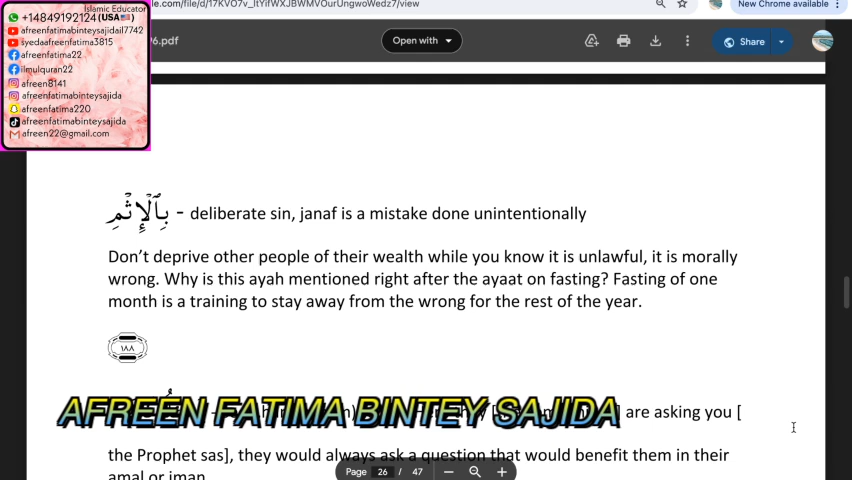 Islamic Educator
+14849192124 (USA🇺🇸)
afreenfatimabinteysajidail7742
syedaafreenfatima3815
afreenfatima22
ilmulquran22
afreen8141
afreenfatimabinteysajida
afreenfatima220
afreenfatimabinteysajida
afreen22@gmail.com
le.com/file/d/17KVO7v_ItYifWXJBWMVOurUngwoWedz7/view
New Chrome available
6.pdf
Open with
Share
بِٱلْإِثْمِ - deliberate sin, janaf is a mistake done unintentionally
Don't deprive other people of their wealth while you know it is unlawful, it is morally
wrong. Why is this ayah mentioned right after the ayaat on fasting? Fasting of one
month is a training to stay away from the wrong for the rest of the year.
١٨٨
AFREEN FATIMA BINTEY SAJIDA
are asking you [
the Prophet sas], they would always ask a question that would benefit them in their
amal or iman
Page 26 / 47